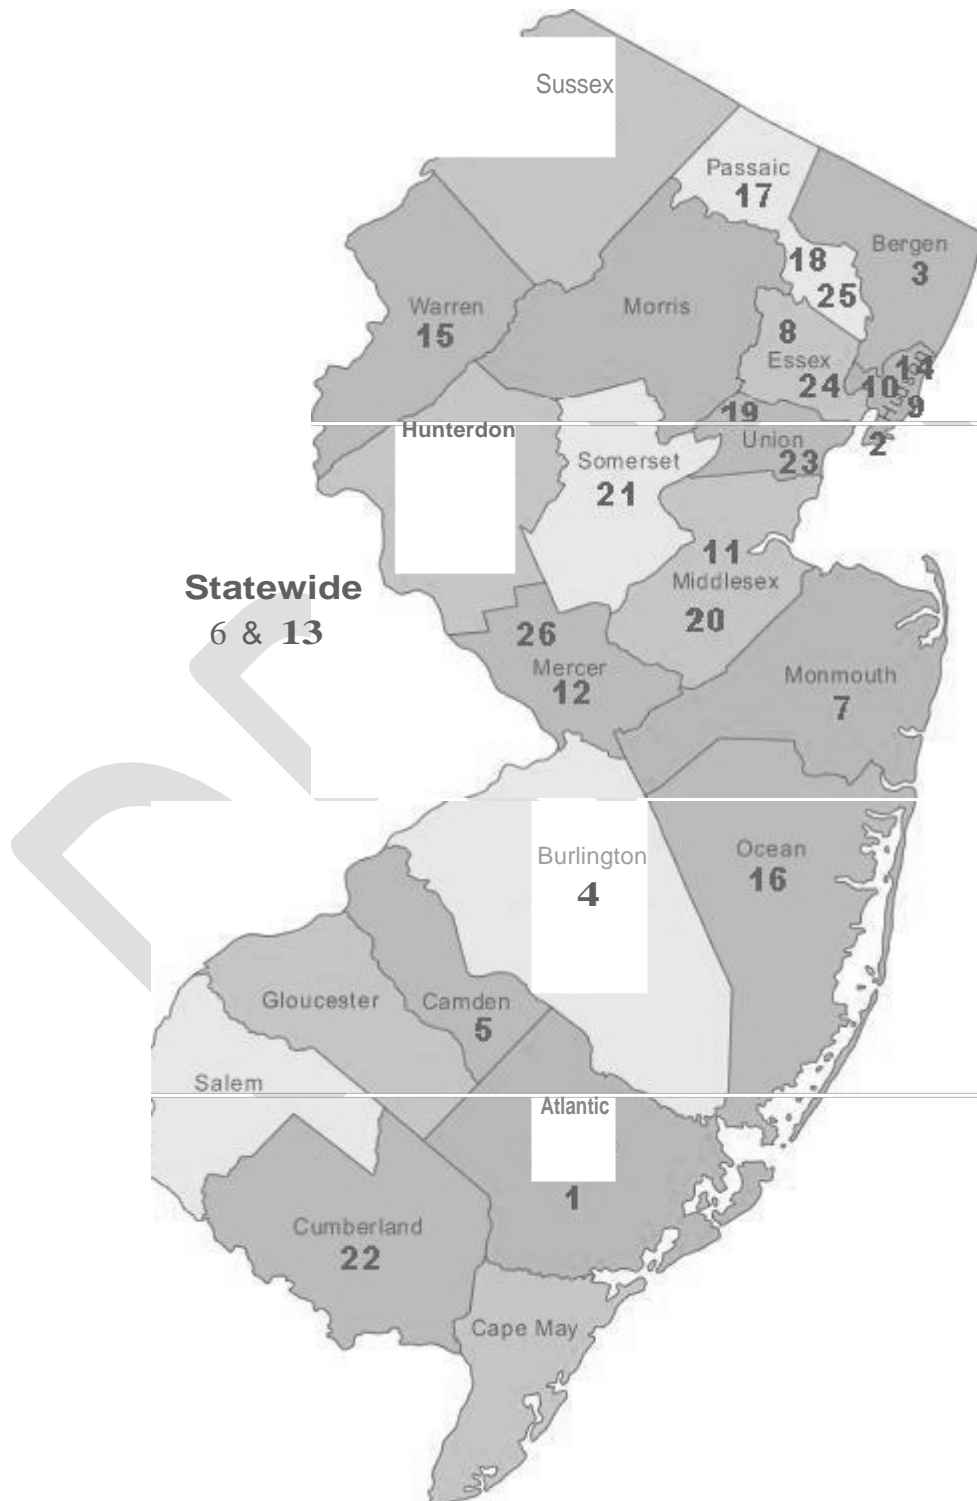 Sussex
Passaic
17
Bergen
3
18
25
Warren
15
Morris
8
Essex
24
14
10
Hudson
9
19
Hunterdon
Union
2
23
Somerset
21
11
Statewide
Middlesex
6 & 13
20
26
Mercer
12
Monmouth
7
Burlington
4
Ocean
16
Gloucester
Camden
5
Salem
Atlantic
1
Cumberland
22
Cape May